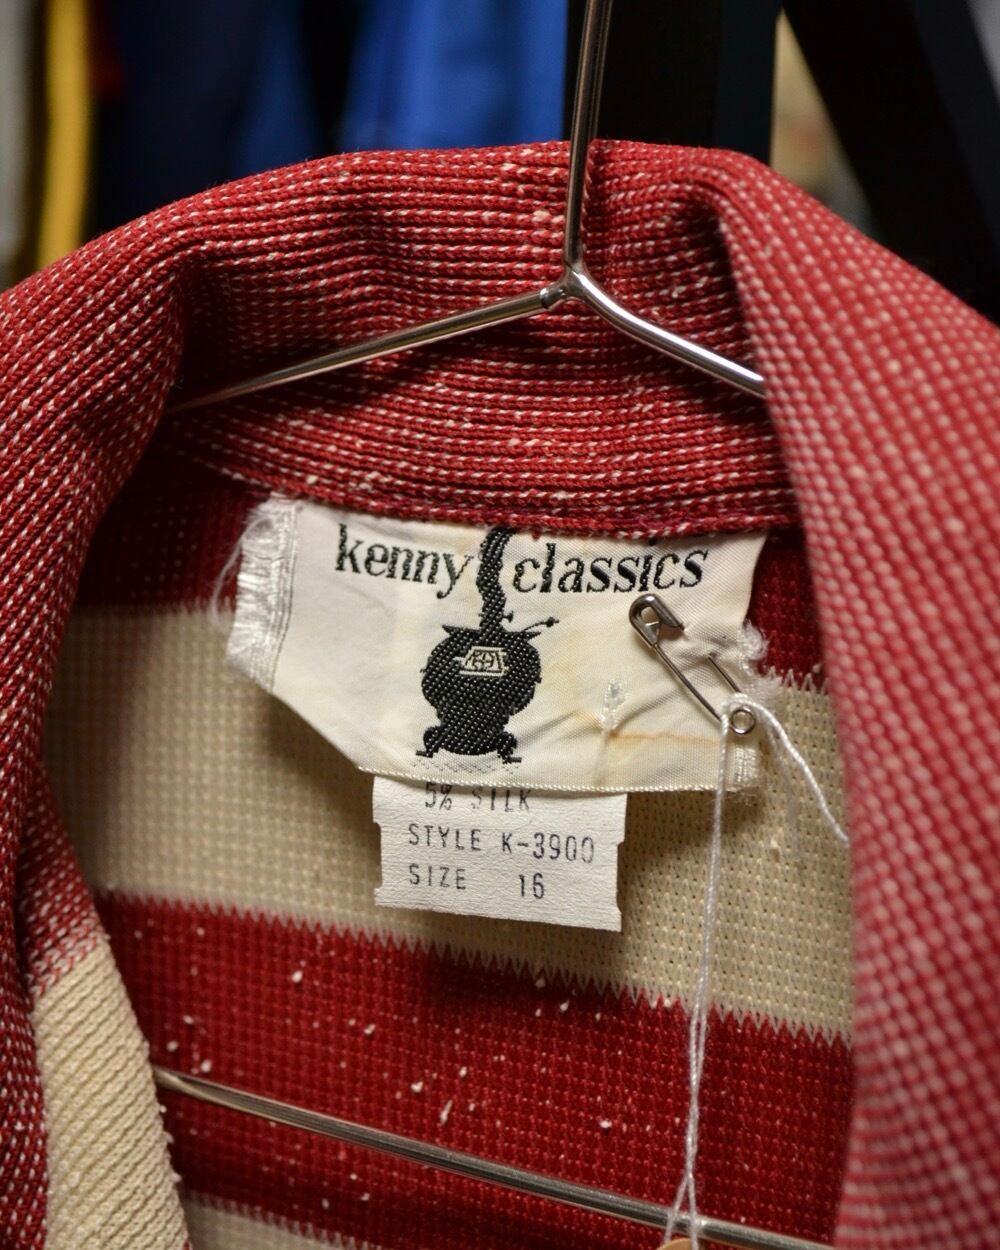 kenny classics
5% SILK
STYLE K-3900
SIZE 16